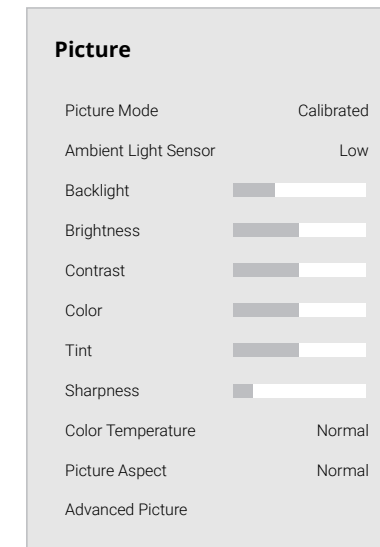 Picture
Picture Mode Calibrated
Ambient Light Sensor Low
Backlight
Brightness
Contrast
Color
Tint
Sharpness
Color Temperature Normal
Picture Aspect Normal
Advanced Picture